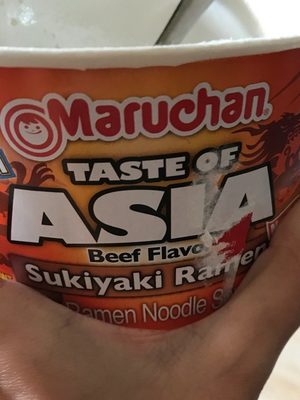 Maruchan
TASTE OF
ASIA
Beef Flavor
Sukiyaki Ramen
Ramen Noodle